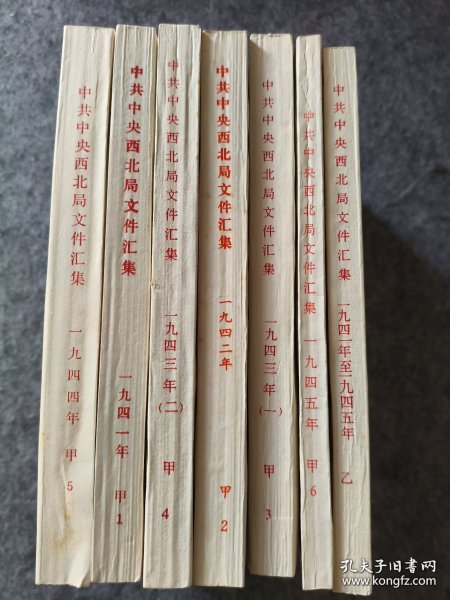 中共中央西北局文件汇集 一九四四年 甲5
中共中央西北局文件汇集 一九四一年 甲1
中共中央西北局文件汇集 一九四三年(二) 甲4
中共中央西北局文件汇集 一九四二年 甲2
中共中央西北局文件汇集 一九四三年(一) 甲3
中共中央西北局文件汇集 一九四五年 甲6
中共中央西北局文件汇集 一九四一年至一九四五年 乙
孔夫子旧书网
www.kongfz.com